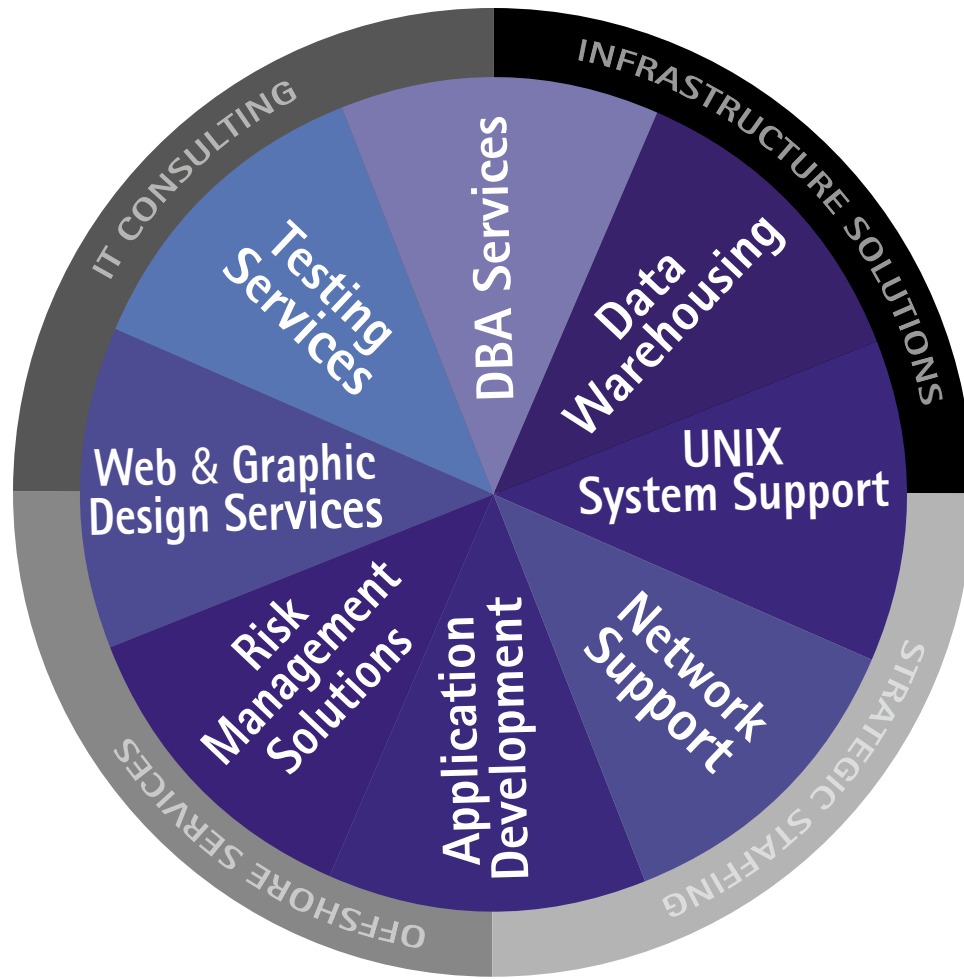 IT CONSULTING
INFRASTRUCTURE SOLUTIONS
STRATEGIC STAFFING
OFFSHORE SERVICES
DBA Services
Data
Warehousing
UNIX
System Support
Network
Support
Application
Development
Risk
Management
Solutions
Web & Graphic
Design Services
Testing
Services